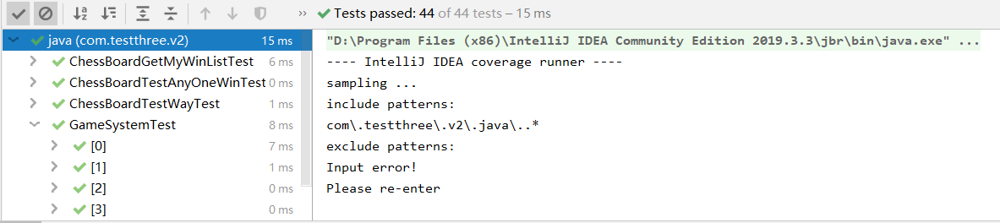 Tests passed: 44 of 44 tests – 15 ms
java (com.testthree.v2) 15 ms
ChessBoardGetMyWinListTest 6 ms
ChessBoardTestAnyOneWinTest 0 ms
ChessBoardTestWayTest 1 ms
GameSystemTest 8 ms
[0] 7 ms
[1] 1 ms
[2] 0 ms
[3] 0 ms
"D:\Program Files (x86)\IntelliJ IDEA Community Edition 2019.3.3\jbr\bin\java.exe" ...
---- IntelliJ IDEA coverage runner ----
sampling ...
include patterns:
com\.testthree\.v2\.java\..*
exclude patterns:
Input error!
Please re-enter